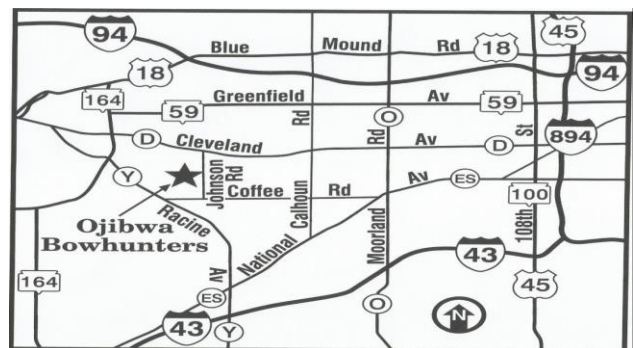 94
45
Blue Mound Rd
18
18
94
164
59
Greenfield Av
59
Rd
O
Rd
St
894
D
Cleveland Av
D
Y
Johnson Rd
Coffee Rd
Calhoun
Av
ES
100
Ojibwa
Bowhunters
Racine Av
National
Moorland
108th
43
164
ES
43
Y
O
N
45